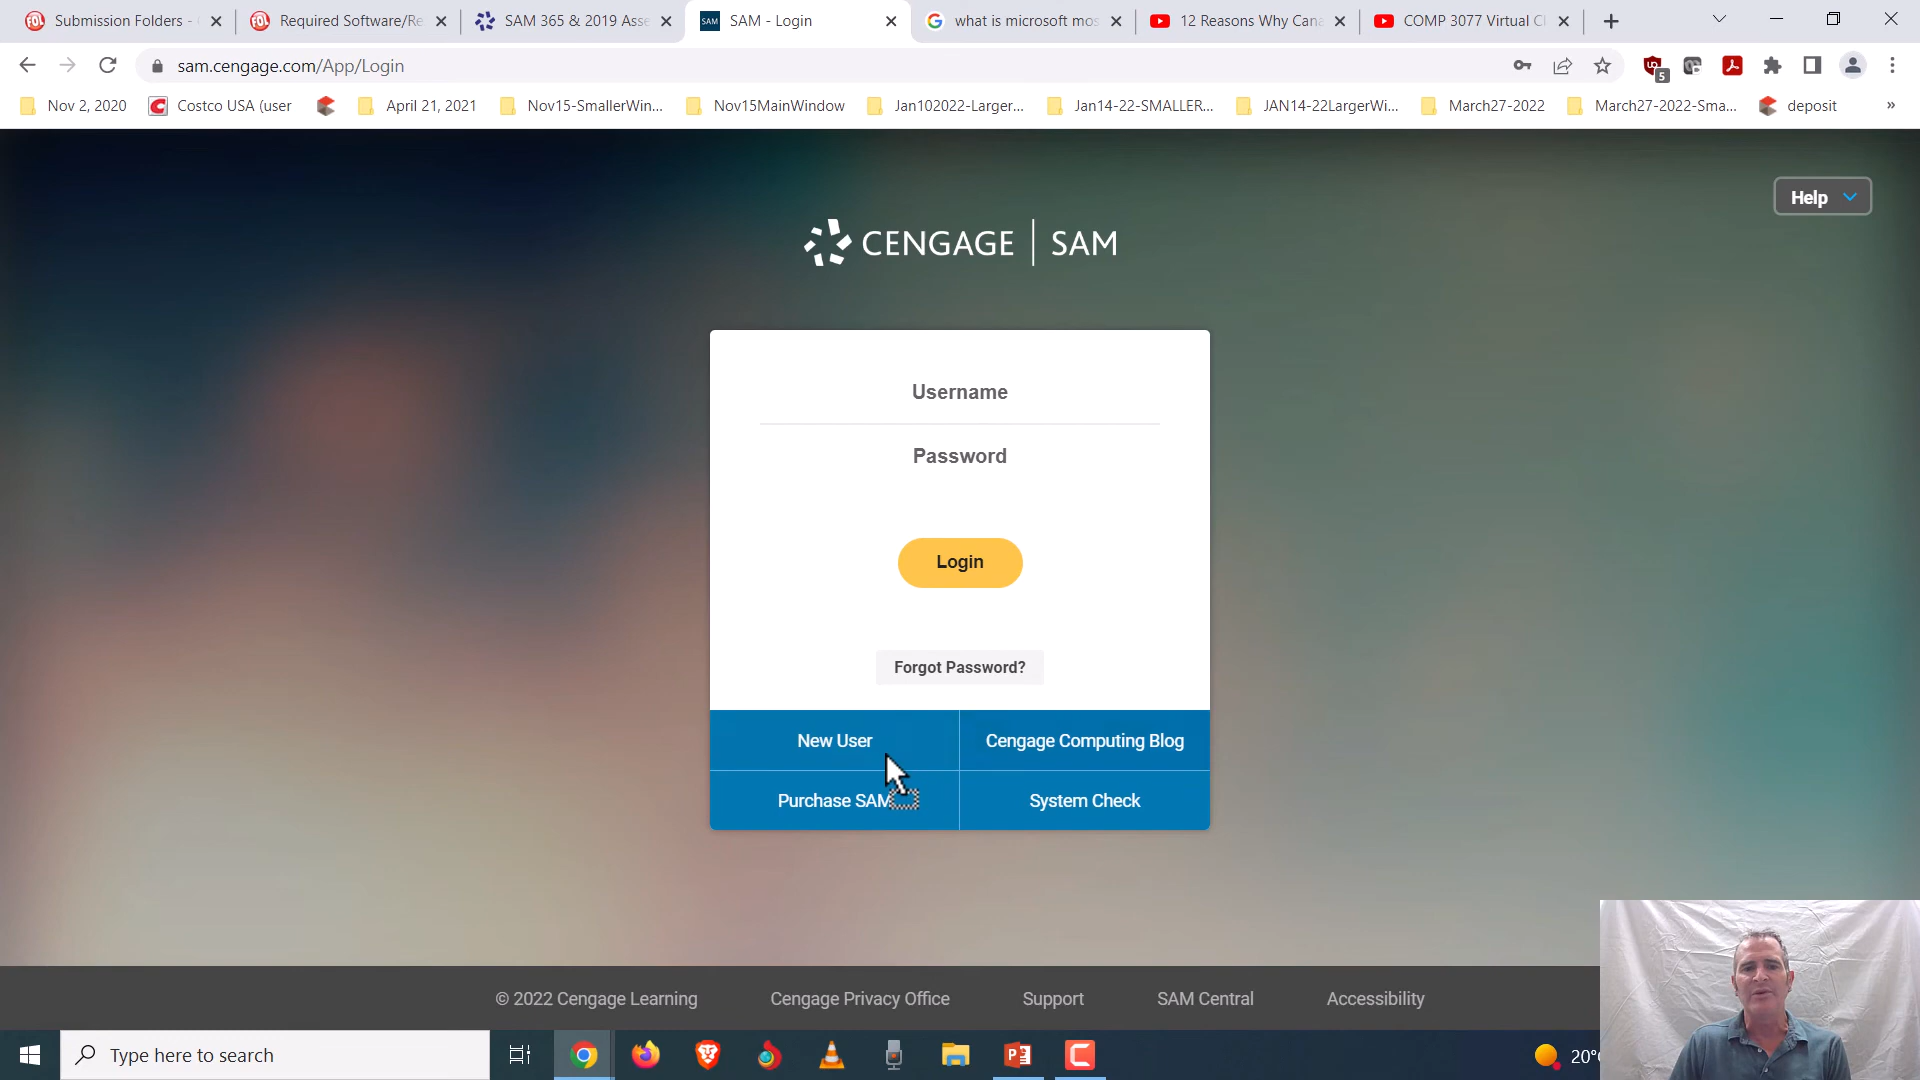 Submission Folders -
Required Software/Re
SAM 365 & 2019 Asse
SAM - Login
what is microsoft mos
12 Reasons Why Cana
COMP 3077 Virtual Cl
sam.cengage.com/App/Login
5
Nov 2, 2020
Costco USA (user
April 21, 2021
Nov15-SmallerWin...
Nov15MainWindow
Jan102022-Larger...
Jan14-22-SMALLER...
JAN14-22LargerWi...
March27-2022
March27-2022-Sma...
deposit
»
Help
CENGAGE | SAM
Username
Password
Login
Forgot Password?
New User
Cengage Computing Blog
Purchase SAM
System Check
© 2022 Cengage Learning
Cengage Privacy Office
Support
SAM Central
Accessibility
Type here to search
20°